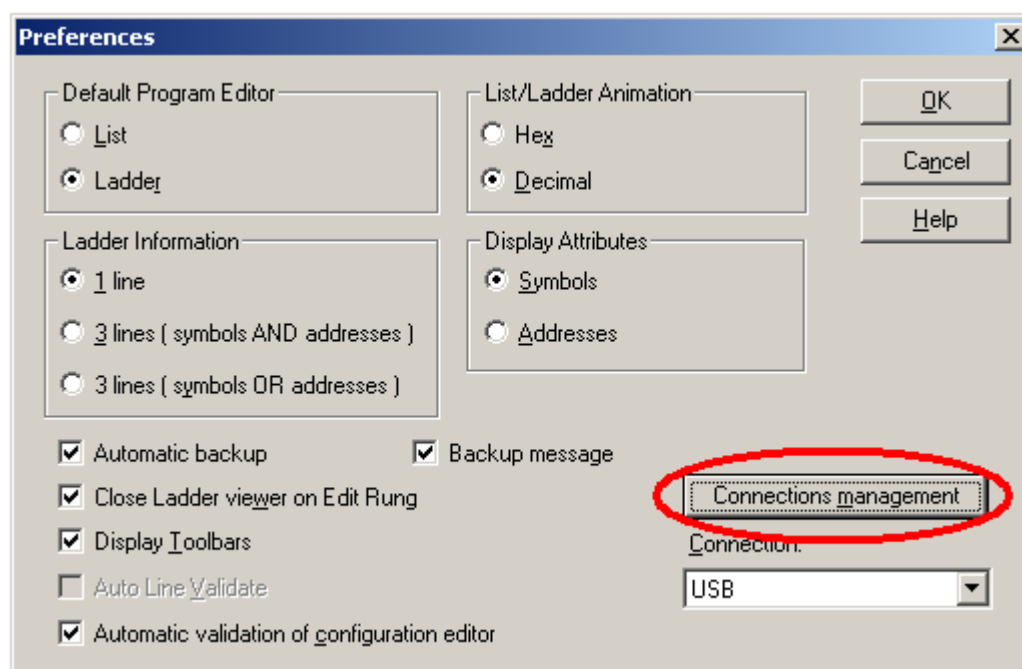 Preferences
Default Program Editor
List
Ladder
List/Ladder Animation
Hex
Decimal
OK
Cancel
Help
Ladder Information
1 line
3 lines ( symbols AND addresses )
3 lines ( symbols OR addresses )
Display Attributes
Symbols
Addresses
Automatic backup
Backup message
Close Ladder viewer on Edit Rung
Connections management
Display Toolbars
Connection:
Auto Line Validate
USB
Automatic validation of configuration editor